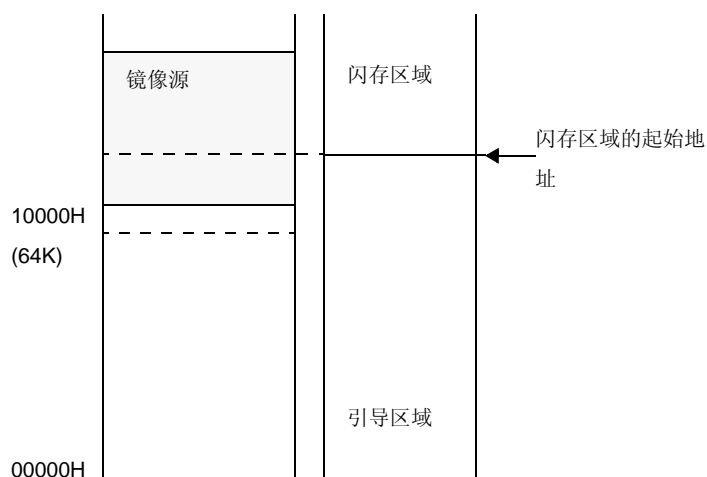 镜像源
闪存区域
闪存区域的起始地
址
10000H
(64K)
引导区域
00000H